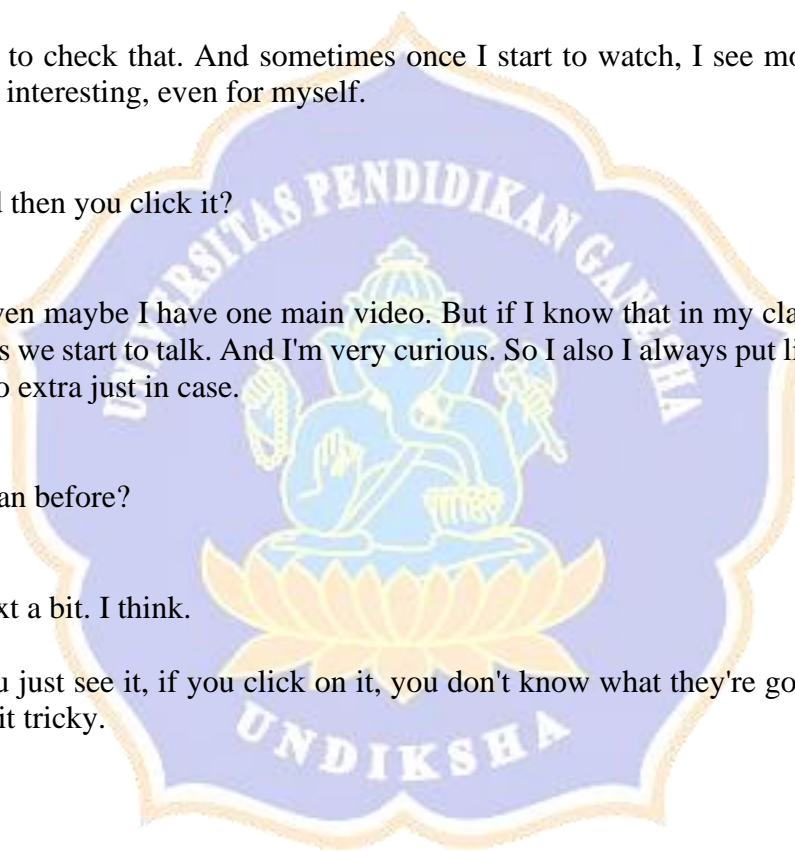 to check that. And sometimes once I start to watch, I see mo
interesting, even for myself.
then you click it?
UNIVERSITAS PENDIDIKAN GANESHA
ven maybe I have one main video. But if I know that in my cla
s we start to talk. And I'm very curious. So I also I always put li
o extra just in case.
an before?
xt a bit. I think.
u just see it, if you click on it, you don't know what they're go
it tricky.
UNDIKSHA